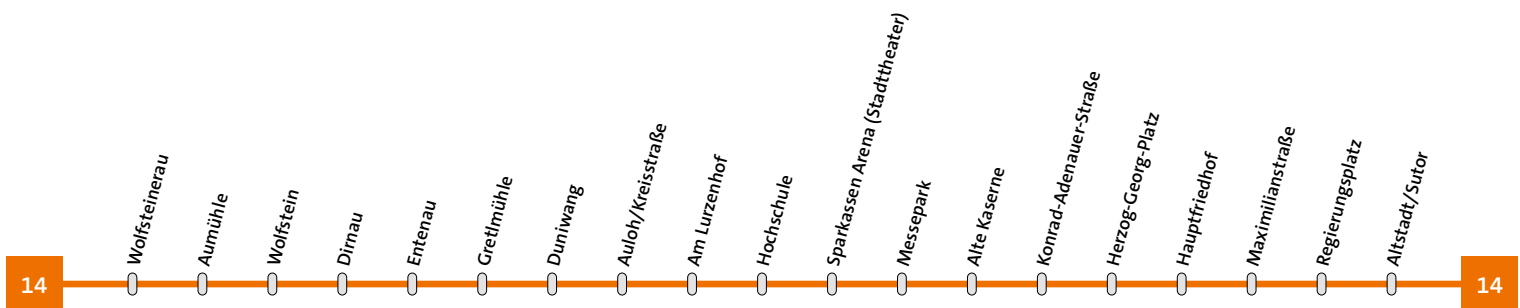 14
Wolfsteinerau
Aumühle
Wolfstein
Dirnau
Entenau
Gretlmühle
Duniwang
Auloh/Kreisstraße
Am Lurzenhof
Hochschule
Sparkassen Arena (Stadttheater)
Messepark
Alte Kaserne
Konrad-Adenauer-Straße
Herzog-Georg-Platz
Hauptfriedhof
Maximilianstraße
Regierungsplatz
Altstadt/Sutor
14